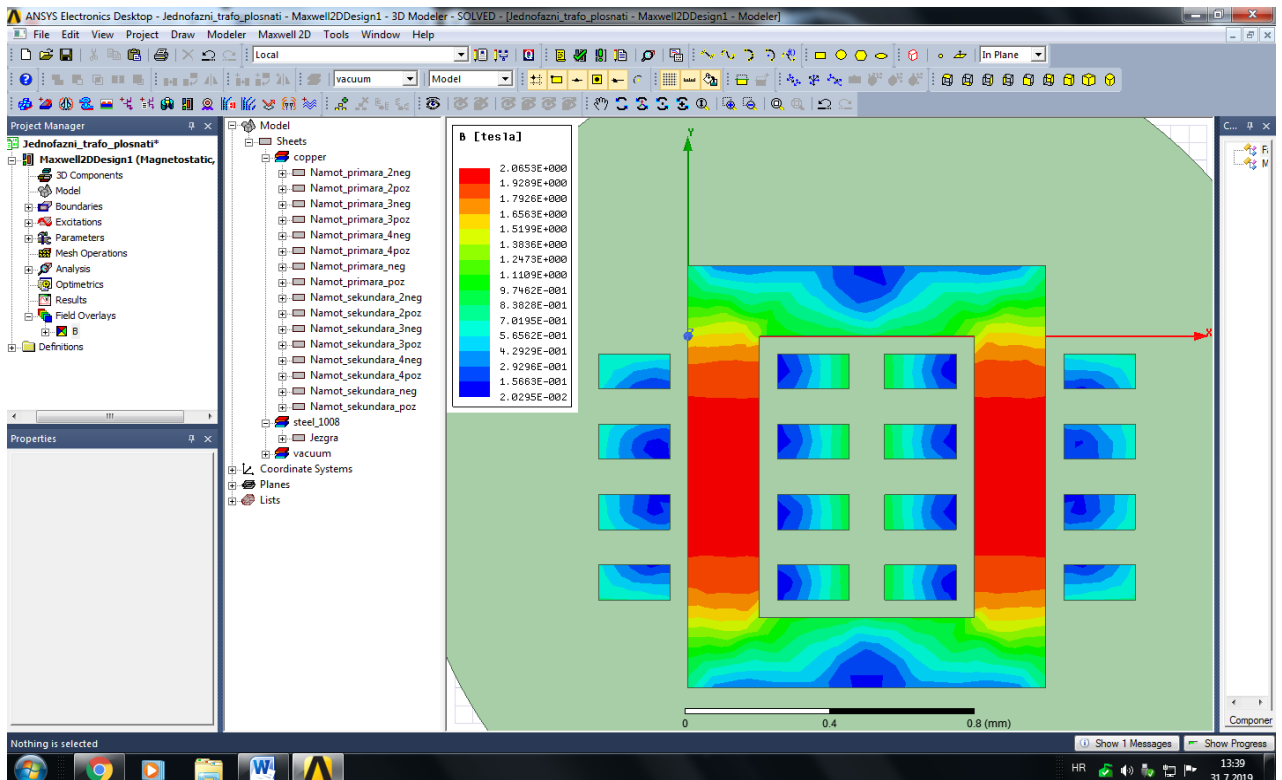 ANSYS Electronics Desktop - Jednofazni_trafo_plosnati - Maxwell2DDesign1 - 3D Modeler - SOLVED - [Jednofazni_trafo_plosnati - Maxwell2DDesign1 - Modeler]
File Edit View Project Draw Modeler Maxwell 2D Tools Window Help
Local
In Plane
vacuum
Model
Project Manager
Jednofazni_trafo_plosnati*
Maxwell2DDesign1 (Magnetostatic,
3D Components
Model
Boundaries
Excitations
Parameters
Mesh Operations
Analysis
Optimetrics
Results
Field Overlays
B
Definitions
Properties
Model
Sheets
copper
Namot_primara_2neg
Namot_primara_2poz
Namot_primara_3neg
Namot_primara_3poz
Namot_primara_4neg
Namot_primara_4poz
Namot_primara_neg
Namot_primara_poz
Namot_sekundara_2neg
Namot_sekundara_2poz
Namot_sekundara_3neg
Namot_sekundara_3poz
Namot_sekundara_4neg
Namot_sekundara_4poz
Namot_sekundara_neg
Namot_sekundara_poz
steel_1008
Jezgra
vacuum
Coordinate Systems
Planes
Lists
B [tesla]
2.0653E+000
1.9289E+000
1.7926E+000
1.6563E+000
1.5199E+000
1.3836E+000
1.2473E+000
1.1109E+000
9.7462E-001
8.3828E-001
7.0195E-001
5.6562E-001
4.2929E-001
2.9296E-001
1.5663E-001
2.0295E-002
Y
X
0 0.4 0.8 (mm)
C...
Componer
Nothing is selected
Show 1 Messages
Show Progress
HR
13:39
31.7.2019